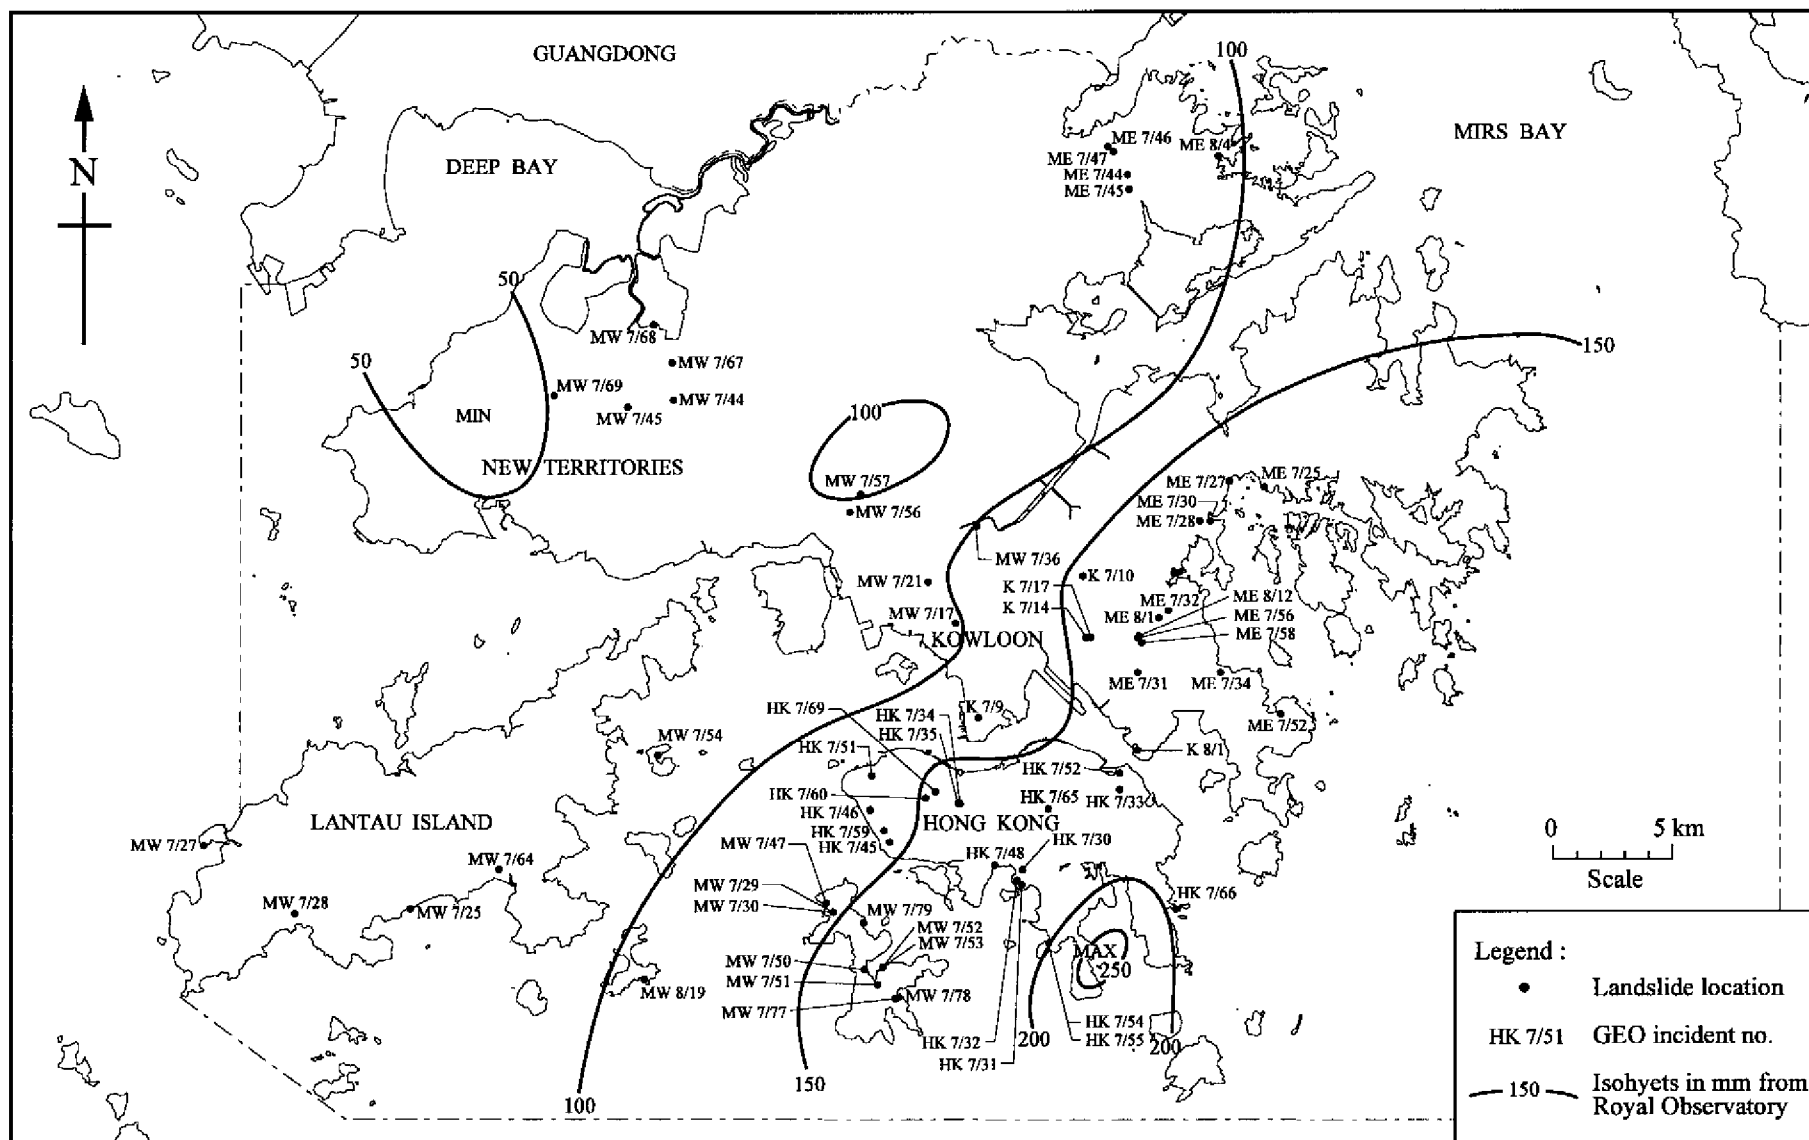 GUANGDONG
100
MIRS BAY
ME 7/46
ME 8/4
ME 7/47
DEEP BAY
ME 7/44
ME 7/45
N
50
MW 7/68
50
150
MW 7/67
MW 7/69
MW 7/44
MIN
MW 7/45
100
NEW TERRITORIES
MW 7/57
ME 7/27
ME 7/25
ME 7/30
MW 7/56
ME 7/28
MW 7/36
MW 7/21
K 7/10
K 7/17
ME 7/32
ME 8/12
K 7/14
ME 8/1
ME 7/56
MW 7/17
ME 7/58
KOWLOON
ME 7/31
ME 7/34
HK 7/69
HK 7/34
K 7/9
HK 7/35
ME 7/52
MW 7/54
HK 7/51
K 8/1
HK 7/52
HK 7/60
HK 7/65
HK 7/33
HK 7/46
LANTAU ISLAND
HONG KONG
0 5 km
HK 7/59
MW 7/47
HK 7/45
HK 7/30
MW 7/27
HK 7/48
MW 7/64
Scale
MW 7/29
HK 7/66
MW 7/28
MW 7/25
MW 7/30
MW 7/79
MW 7/52
MW 7/53
MAX
250
MW 7/50
MW 7/51
MW 8/19
MW 7/78
MW 7/77
HK 7/54
HK 7/32
200
HK 7/55
200
HK 7/31
150
100
Legend :
Landslide location
HK 7/51 GEO incident no.
150 Isohyets in mm from
Royal Observatory